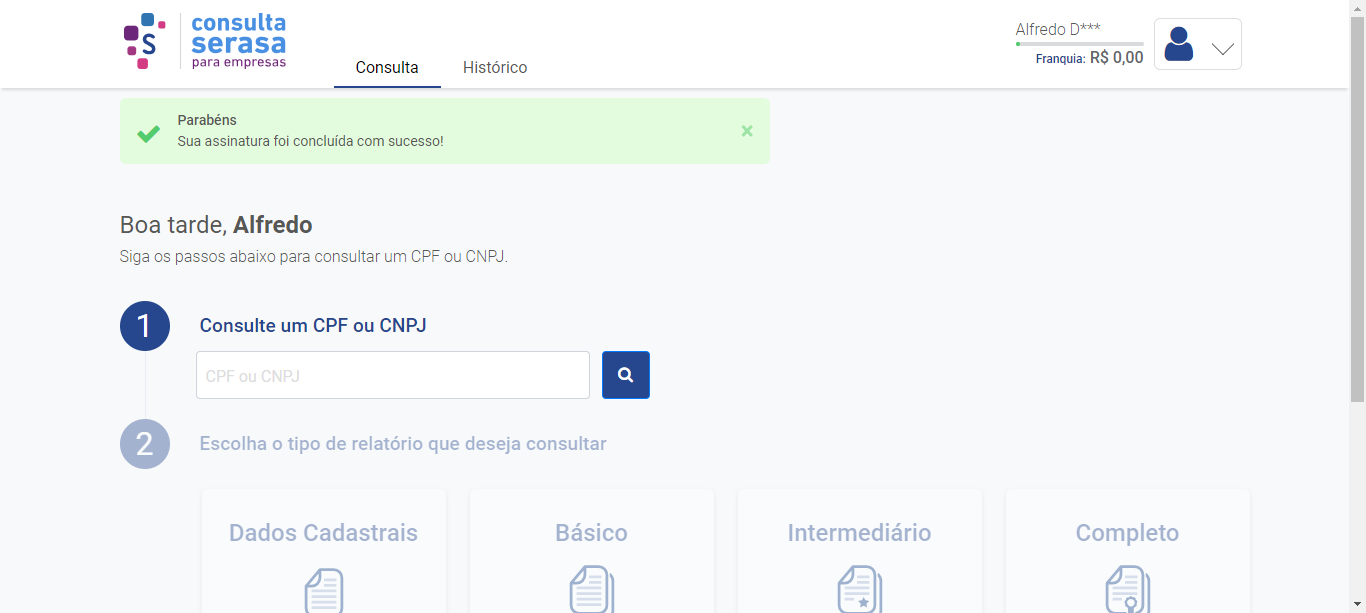 S
consulta
serasa
para empresas
Consulta
Histórico
Alfredo D***
Franquia: R$ 0,00
Parabéns
Sua assinatura foi concluída com sucesso!
×
Boa tarde, Alfredo
Siga os passos abaixo para consultar um CPF ou CNPJ.
1
Consulte um CPF ou CNPJ
CPF ou CNPJ
2
Escolha o tipo de relatório que deseja consultar
Dados Cadastrais
Básico
Intermediário
Completo